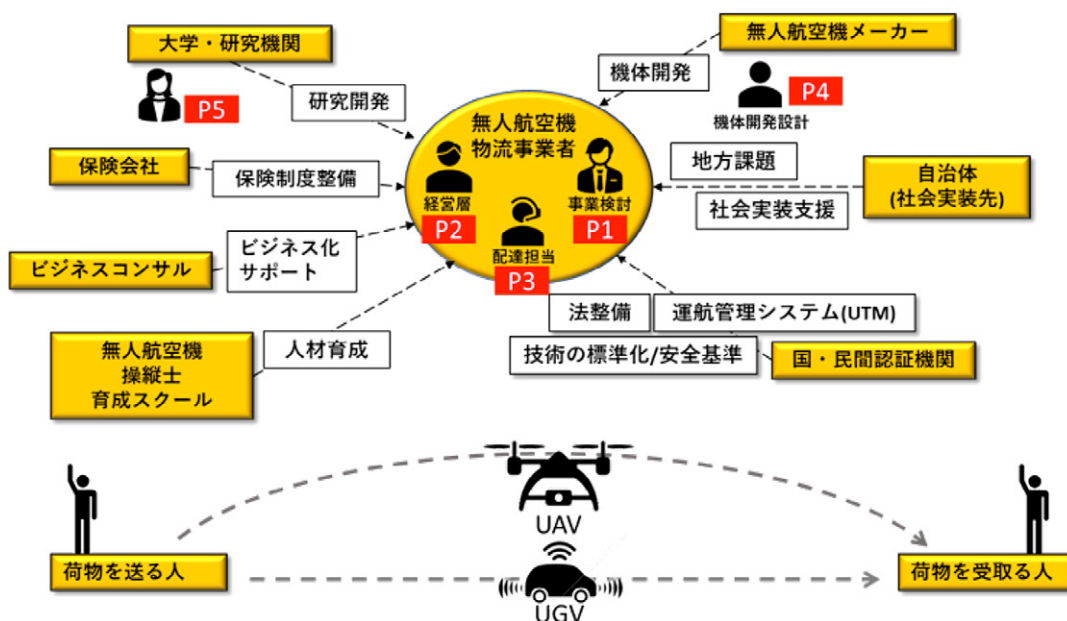 大学・研究機関
無人航空機メーカー
P5
研究開発
機体開発
P4
機体開発設計
無人航空機
物流事業者
保険会社
保険制度整備
経営層
P2
事業検討
P1
配達担当
P3
地方課題
社会実装支援
自治体
(社会実装先)
ビジネスコンサル
ビジネス化
サポート
無人航空機
操縦士
育成スクール
人材育成
法整備
運航管理システム(UTM)
技術の標準化/安全基準
国・民間認証機関
UAV
荷物を送る人
荷物を受取る人
UGV